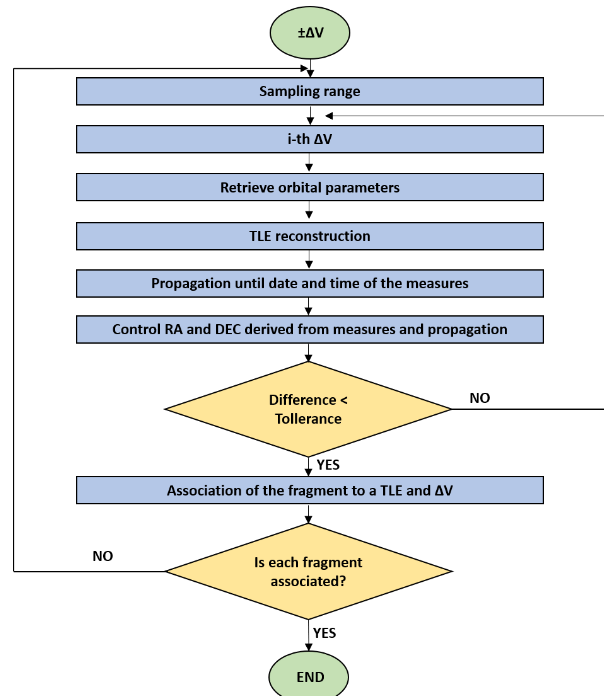 ±ΔV
Sampling range
i-th ΔV
Retrieve orbital parameters
TLE reconstruction
Propagation until date and time of the measures
Control RA and DEC derived from measures and propagation
Difference <
Tollerance
NO
YES
Association of the fragment to a TLE and ΔV
Is each fragment
associated?
NO
YES
END